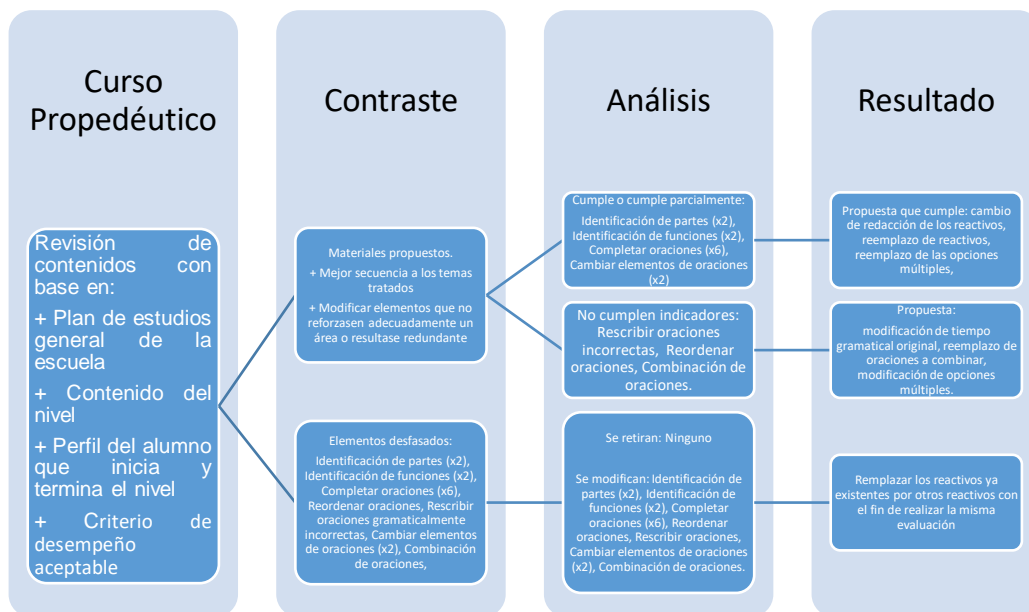 Curso
Propedéutico
Revisión de
contenidos con
base en:
+ Plan de estudios
general de la
escuela
+ Contenido del
nivel
+ Perfil del alumno
que inicia y
termina el nivel
+ Criterio de
desempeño
aceptable
Contraste
Materiales propuestos.
+ Mejor secuencia a los temas
tratados
+ Modificar elementos que no
reforzasen adecuadamente un
área o resultase redundante
Elementos desfasados:
Identificación de partes (x2),
Identificación de funciones (x2),
Completar oraciones (x6),
Reordenar oraciones, Rescribir
oraciones gramaticalmente
incorrectas, Cambiar elementos
de oraciones (x2), Combinación
de oraciones,
Análisis
Cumple o cumple parcialmente:
Identificación de partes (x2),
Identificación de funciones (x2),
Completar oraciones (x6),
Cambiar elementos de oraciones
(x2)
No cumplen indicadores:
Rescribir oraciones
incorrectas, Reordenar
oraciones, Combinación de
oraciones.
Se retiran: Ninguno
Se modifican: Identificación de
partes (x2), Identificación de
funciones (x2), Completar
oraciones (x6), Reordenar
oraciones, Rescribir oraciones,
Cambiar elementos de oraciones
(x2), Combinación de oraciones.
Resultado
Propuesta que cumple: cambio
de redacción de los reactivos,
reemplazo de reactivos,
reemplazo de las opciones
múltiples,
Propuesta:
modificación de tiempo
gramatical original, reemplazo de
oraciones a combinar,
modificación de opciones
múltiples.
Remplazar los reactivos ya
existentes por otros reactivos con
el fin de realizar la misma
evaluación